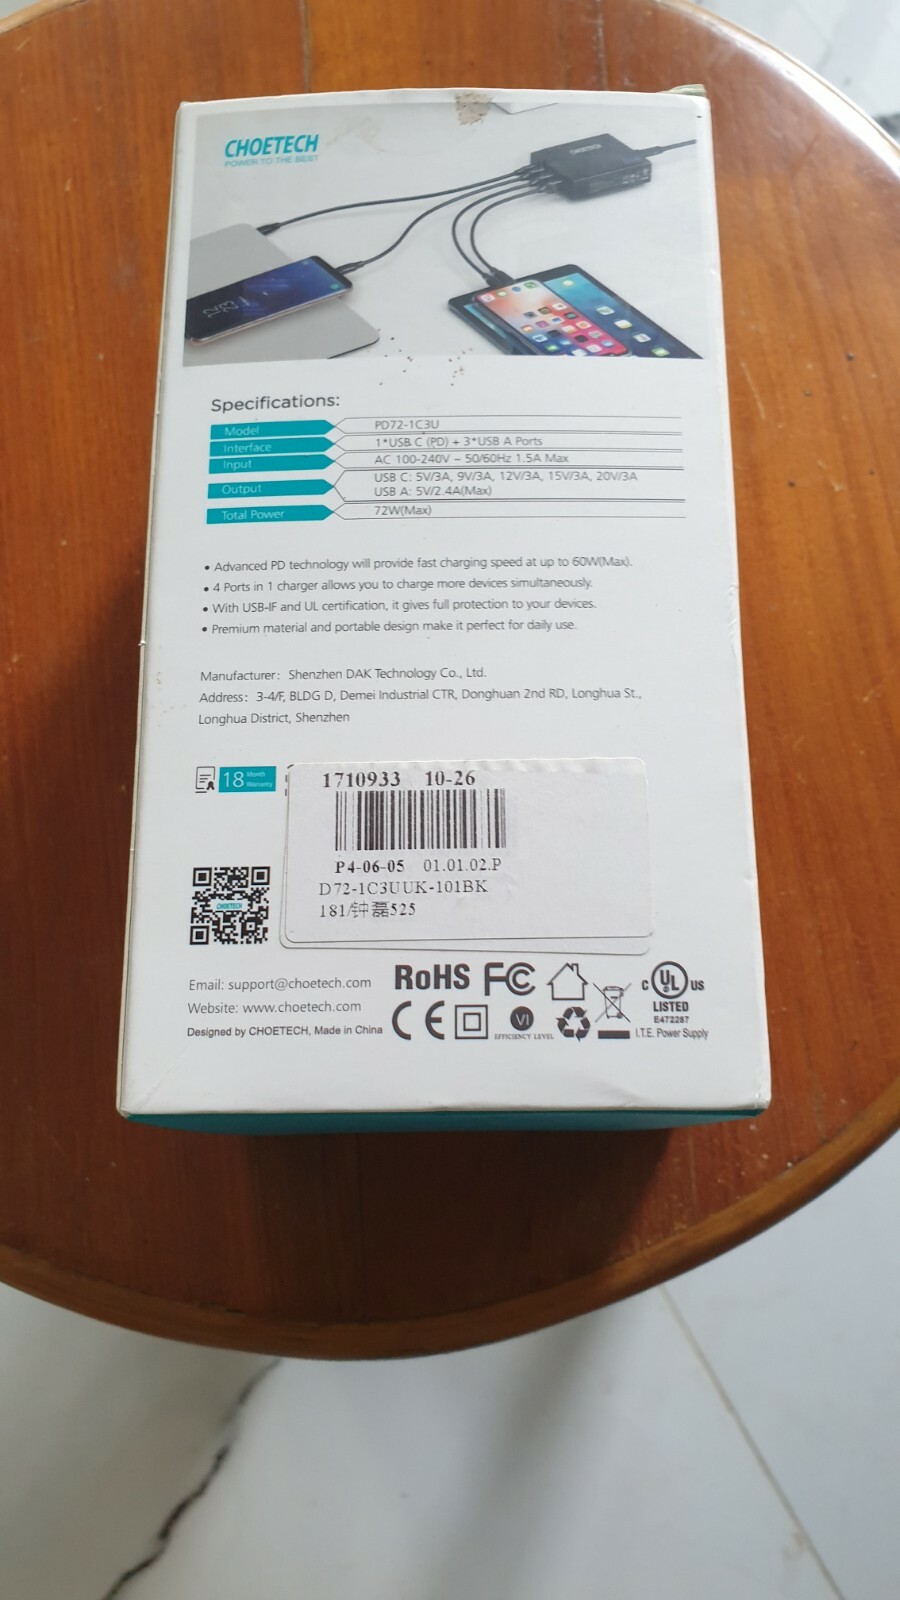 CHOETECH
POWER TO THE BEST
CHOETECH
Specifications:
Model PD72-1C3U
Interface 1*USB C (PD) + 3*USB A Ports
Input AC 100-240V ~ 50/60Hz 1.5A Max
Output USB C: 5V/3A, 9V/3A, 12V/3A, 15V/3A, 20V/3A
USB A: 5V/2.4A(Max)
Total Power 72W(Max)
• Advanced PD technology will provide fast charging speed at up to 60W(Max).
• 4 Ports in 1 charger allows you to charge more devices simultaneously.
• With USB-IF and UL certification, it gives full protection to your devices.
• Premium material and portable design make it perfect for daily use.
Manufacturer: Shenzhen DAK Technology Co., Ltd.
Address: 3-4/F, BLDG D, Demei Industrial CTR, Donghuan 2nd RD, Longhua St.,
Longhua District, Shenzhen
18 Month Warranty
1710933 10-26
P4-06-05 01.01.02.P
D72-1C3UUK-101BK
181/钟磊525
CHOETECH
Email: support@choetech.com
Website: www.choetech.com
Designed by CHOETECH, Made in China
RoHS FC
CE VI
EFFICIENCY LEVEL
C UL US
LISTED
E472287
I.T.E. Power Supply